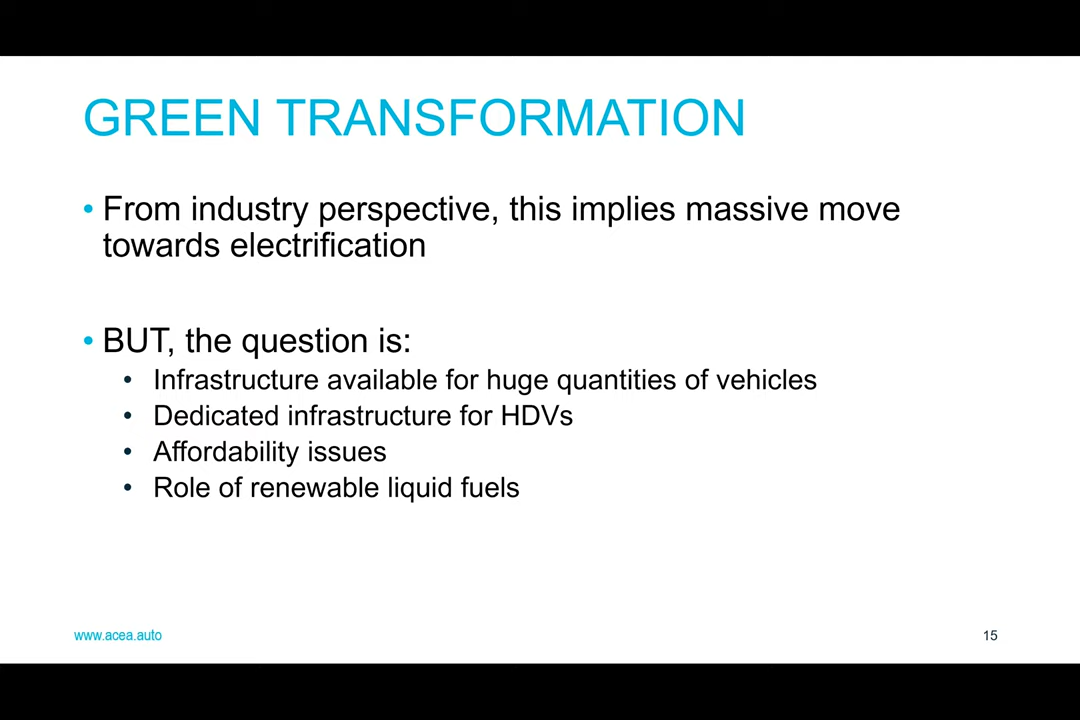 GREEN TRANSFORMATION
• From industry perspective, this implies massive move
towards electrification
• BUT, the question is:
• Infrastructure available for huge quantities of vehicles
• Dedicated infrastructure for HDVs
• Affordability issues
• Role of renewable liquid fuels
www.acea.auto
15